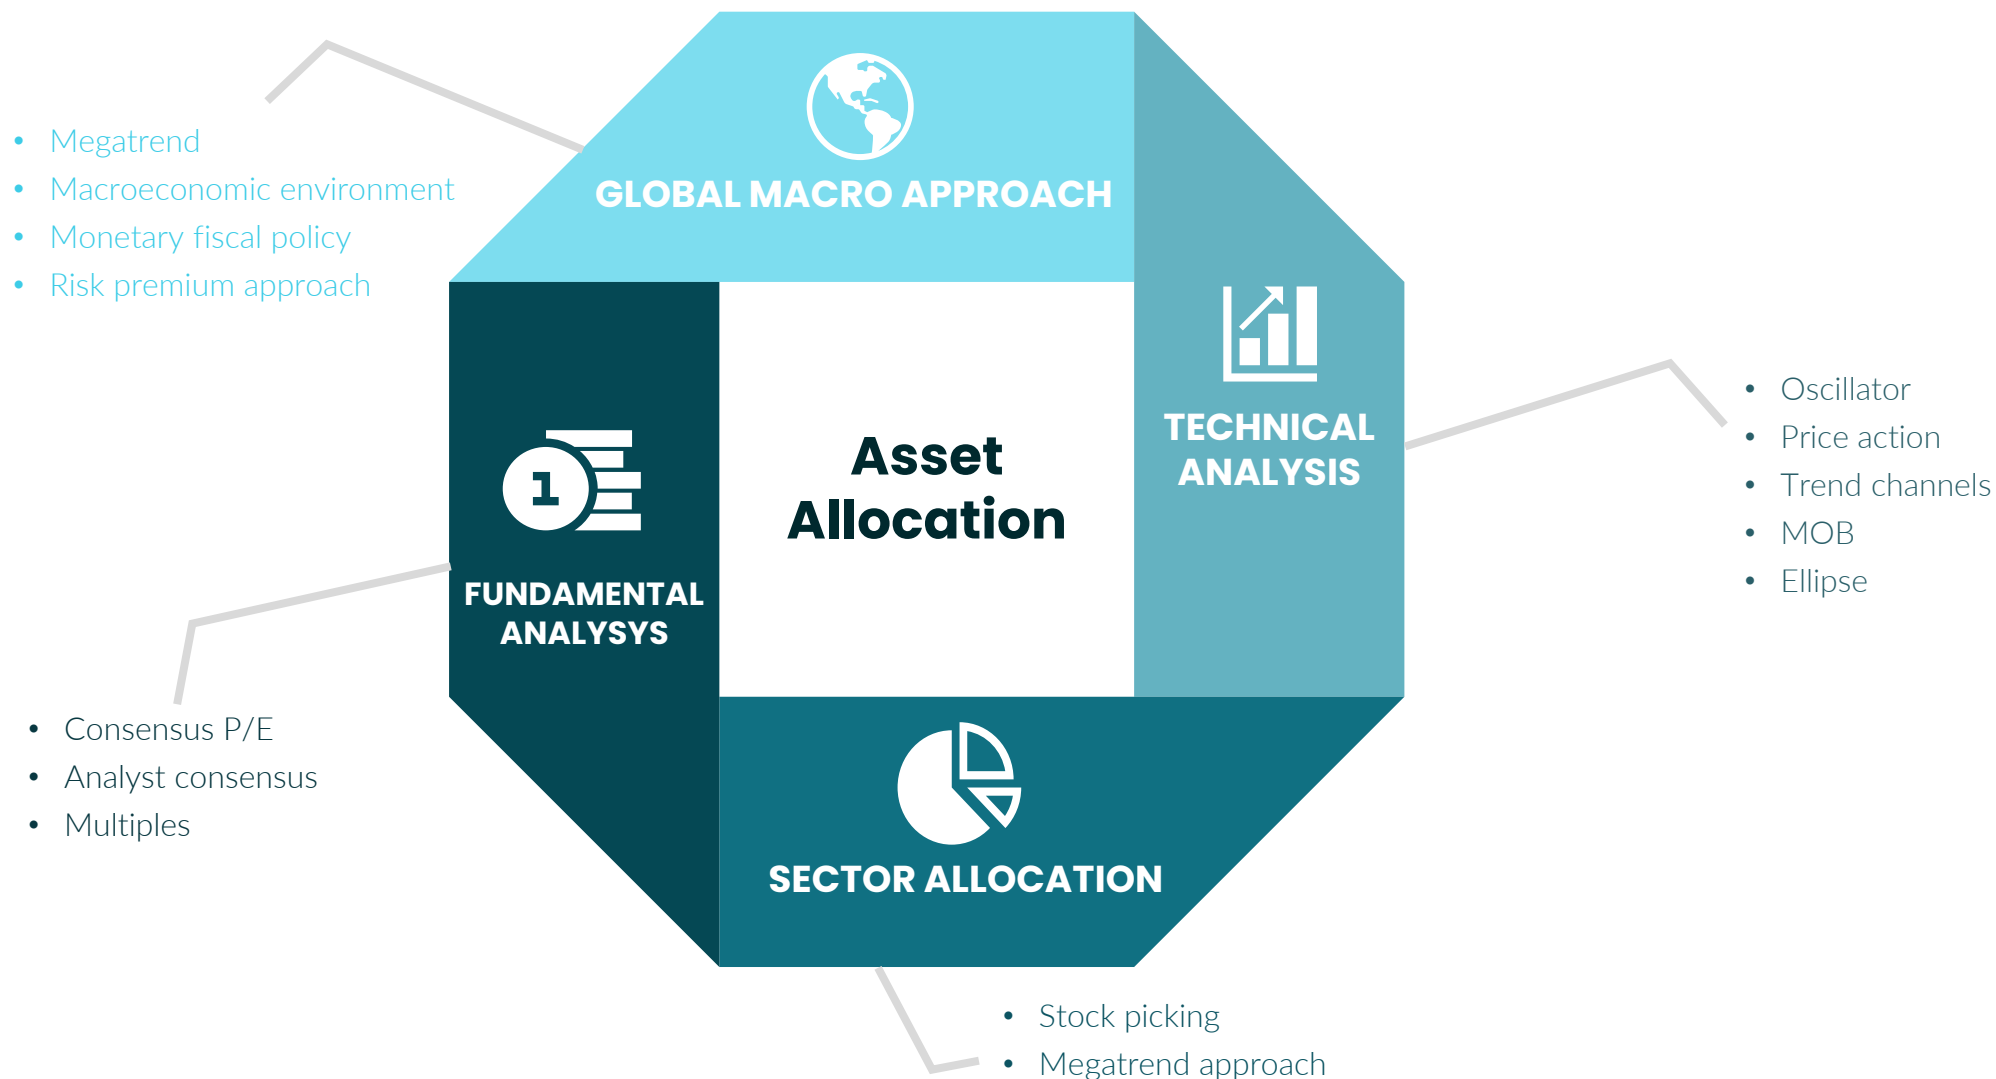 GLOBAL MACRO APPROACH
• Megatrend
• Macroeconomic environment
• Monetary fiscal policy
• Risk premium approach
TECHNICAL
ANALYSIS
• Oscillator
• Price action
• Trend channels
• MOB
• Ellipse
Asset
Allocation
1
FUNDAMENTAL
ANALYSYS
• Consensus P/E
• Analyst consensus
• Multiples
SECTOR ALLOCATION
• Stock picking
• Megatrend approach